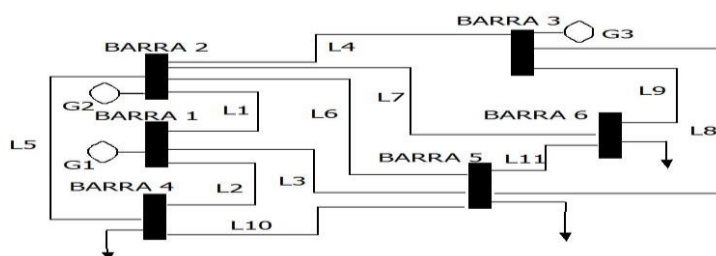 BARRA 3
G3
L4
BARRA 2
L9
L7
G2
L1
L6
BARRA 1
BARRA 6
L5
L8
G1
BARRA 5
L11
L2
L3
BARRA 4
L10